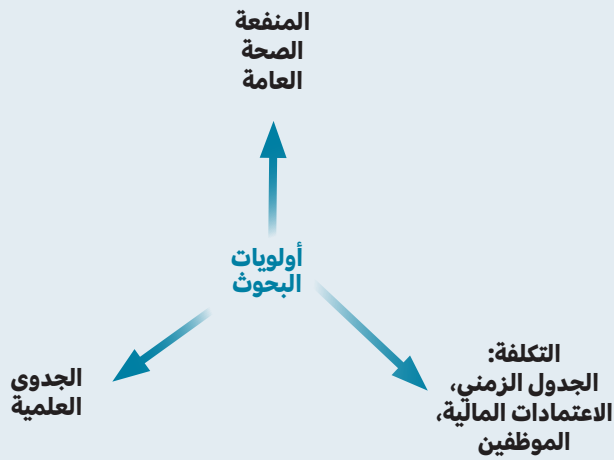 المنفعة
الصحة
العامة
أولويات
البحوث
التكلفة:
الجدول الزمني،
الاعتمادات المالية،
الموظفين
الجدوى
العلمية